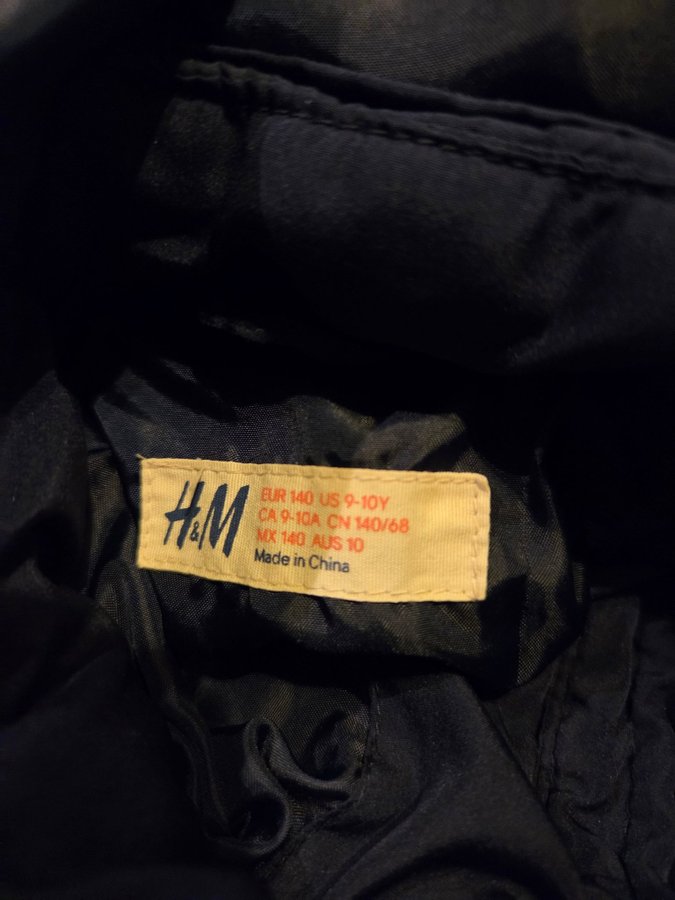 H&M
EUR 140 US 9-10Y
CA 9-10A CN 140/68
MX 140 AUS 10
Made in China